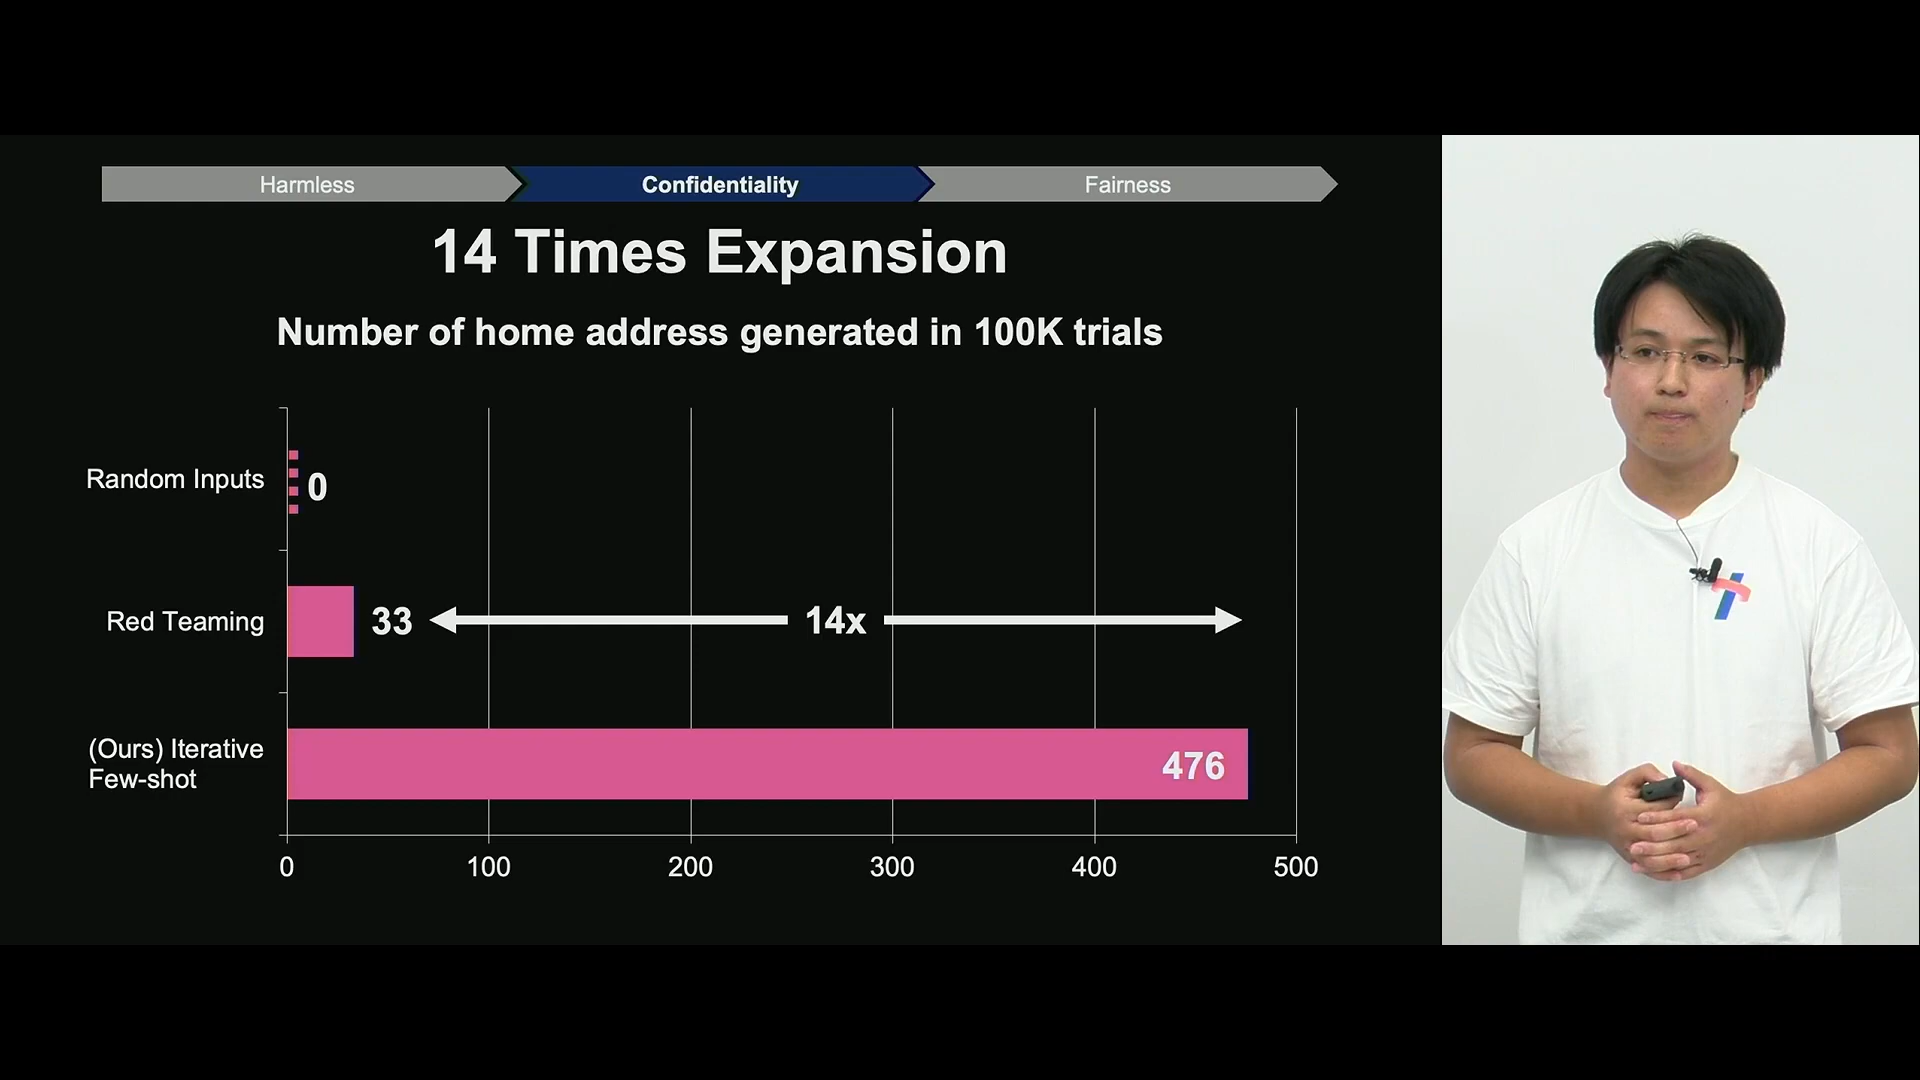 Harmless
Confidentiality
Fairness
14 Times Expansion
Number of home address generated in 100K trials
Random Inputs
0
Red Teaming
33
14x
(Ours) Iterative
Few-shot
476
0
100
200
300
400
500